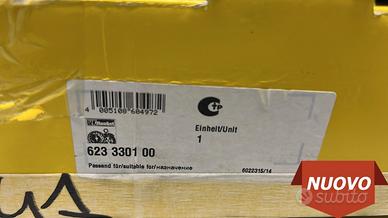 4 005108 604972
Einheit/Unit
1
623 3301 00
Passend für/suitable for/назначение
6022315/14
NUOVO
subito